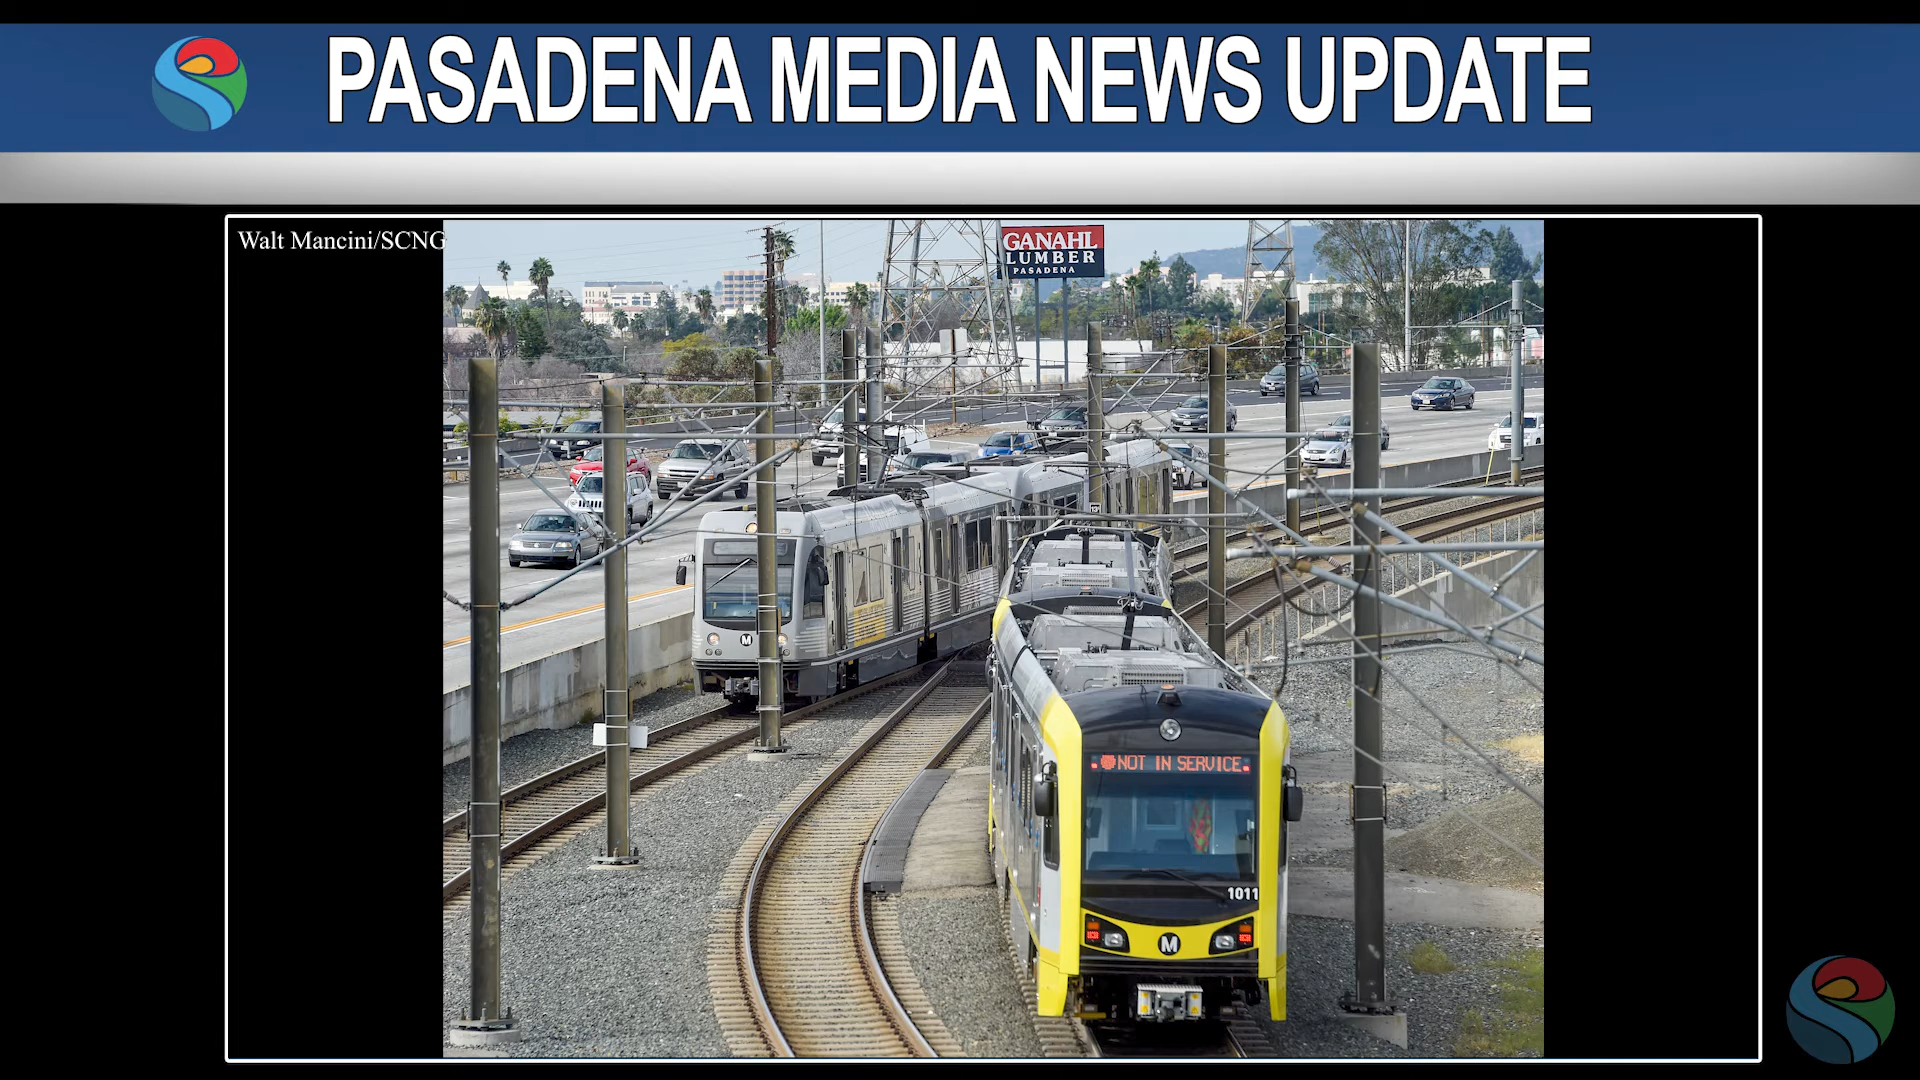 PASADENA MEDIA NEWS UPDATE
Walt Mancini/SCNG
GANAHL
LUMBER
PASADENA
NOT IN SERVICE
1011
M
M